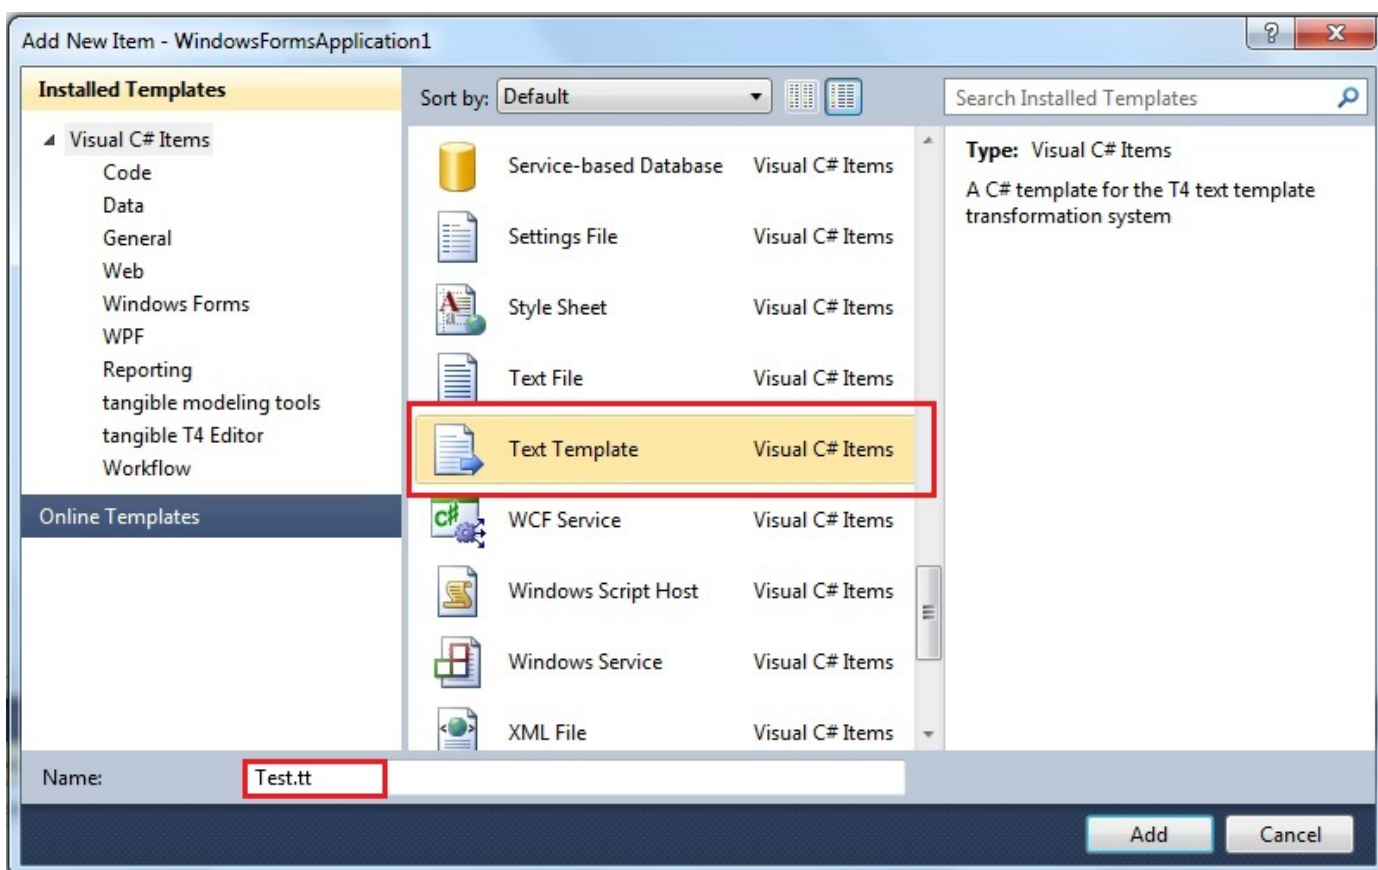 Add New Item - WindowsFormsApplication1
Installed Templates
Visual C# Items
Code
Data
General
Web
Windows Forms
WPF
Reporting
tangible modeling tools
tangible T4 Editor
Workflow
Online Templates
Sort by: Default
Service-based Database Visual C# Items
Settings File Visual C# Items
Style Sheet Visual C# Items
Text File Visual C# Items
Text Template Visual C# Items
WCF Service Visual C# Items
Windows Script Host Visual C# Items
Windows Service Visual C# Items
XML File Visual C# Items
Search Installed Templates
Type: Visual C# Items
A C# template for the T4 text template
transformation system
Name: Test.tt
Add Cancel